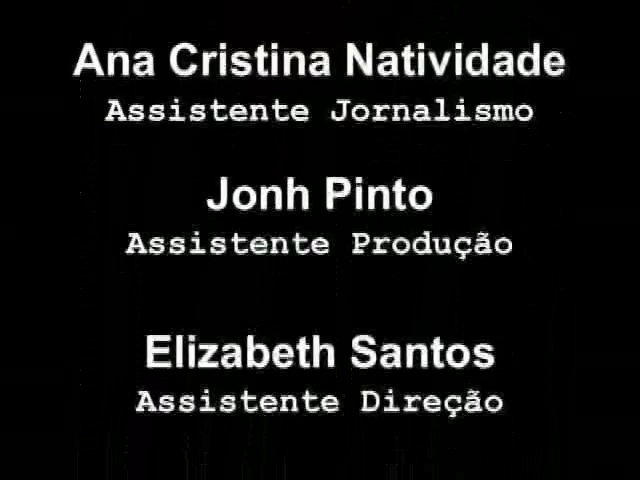 Ana Cristina Natividade
Assistente Jornalismo
Jonh Pinto
Assistente Produção
Elizabeth Santos
Assistente Direção